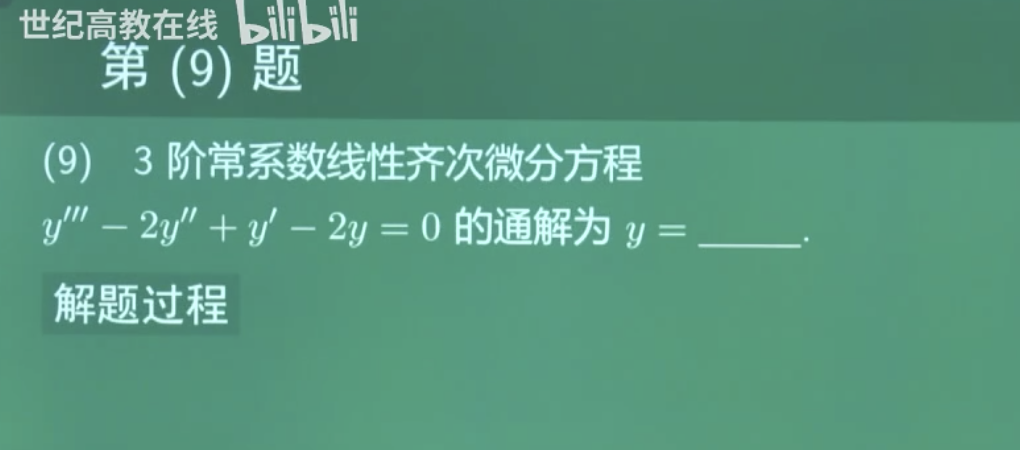 世纪高教在线 bilibili
第 (9) 题
(9) 3 阶常系数线性齐次微分方程
y''' − 2y'' + y' − 2y = 0 的通解为 y = ______.
解题过程